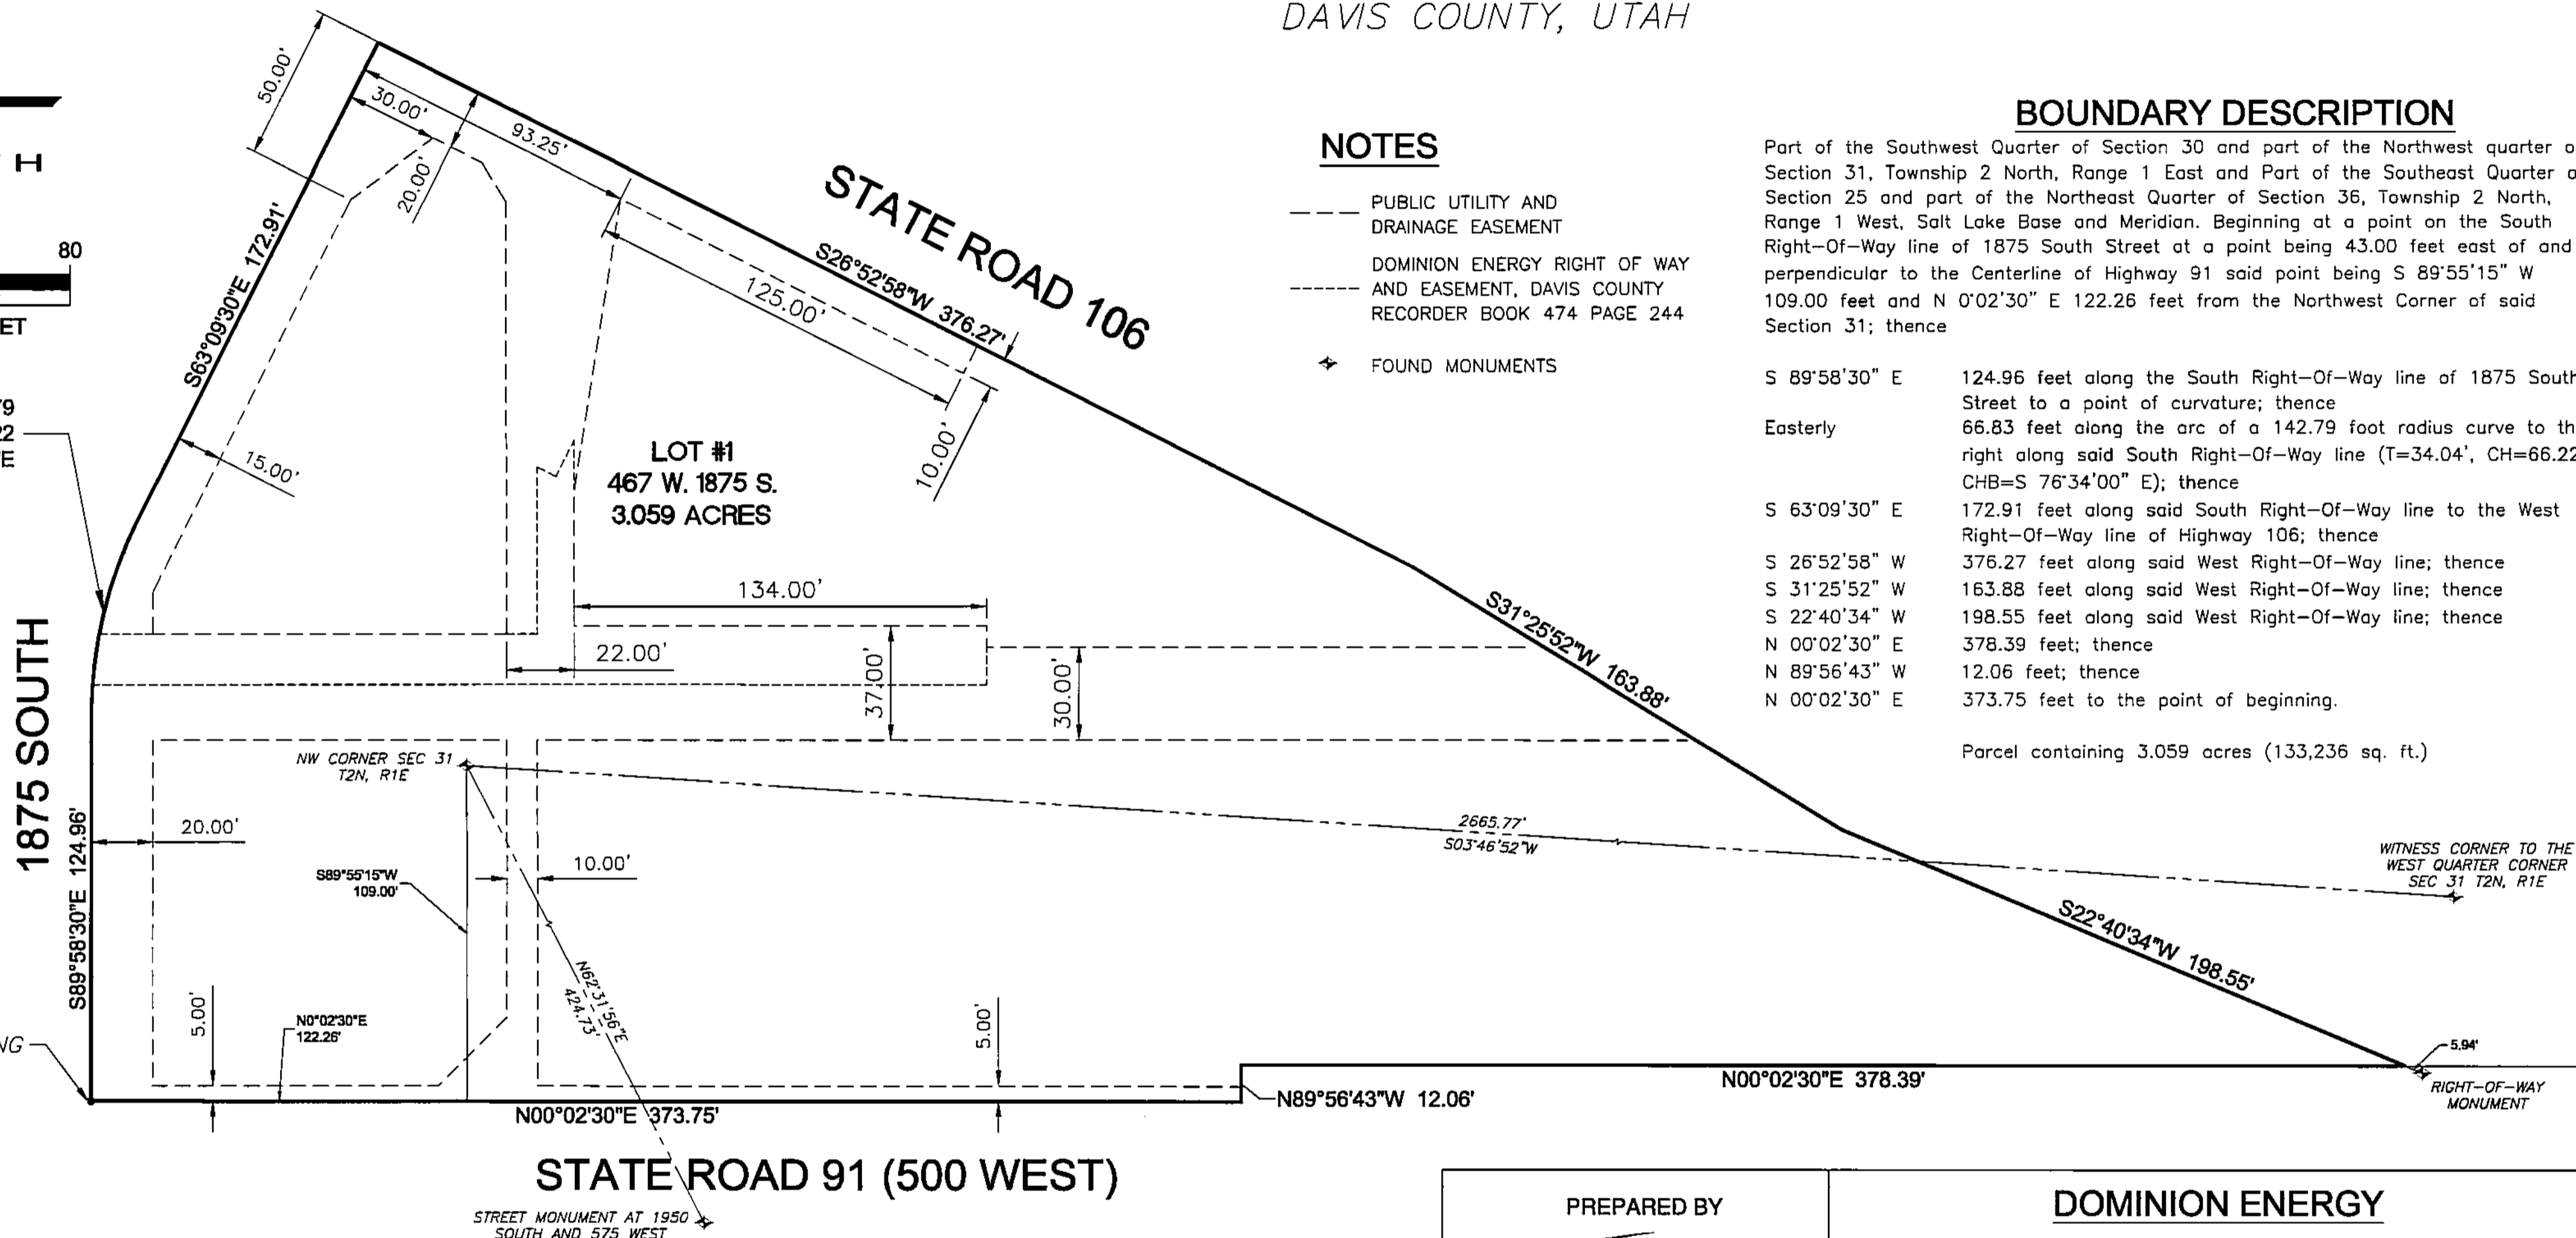 DAVIS COUNTY, UTAH
H
80
ET
79
22
E
NG
50.00'
30.00'
93.25'
20.00'
S63°09'30"E 172.91'
15.00'
STATE ROAD 106
S26°52'58"W 376.27'
125.00'
10.00'
LOT #1
467 W. 1875 S.
3.059 ACRES
134.00'
22.00'
37.00'
30.00'
S31°25'52"W 163.88'
1875 SOUTH
S89°58'30"E 124.96'
NW CORNER SEC 31
T2N, R1E
20.00'
S89°55'15"W
109.00'
10.00'
2665.77'
S03°46'52"W
N62°31'56"E
424.73'
5.00'
N0°02'30"E
122.26'
5.00'
S22°40'34"W 198.55'
WITNESS CORNER TO THE
WEST QUARTER CORNER
SEC 31 T2N, R1E
5.94'
RIGHT-OF-WAY
MONUMENT
N00°02'30"E 378.39'
N89°56'43"W 12.06'
N00°02'30"E 373.75'
STATE ROAD 91 (500 WEST)
STREET MONUMENT AT 1950
SOUTH AND 575 WEST
NOTES
PUBLIC UTILITY AND
DRAINAGE EASEMENT
DOMINION ENERGY RIGHT OF WAY
AND EASEMENT, DAVIS COUNTY
RECORDER BOOK 474 PAGE 244
FOUND MONUMENTS
BOUNDARY DESCRIPTION
Part of the Southwest Quarter of Section 30 and part of the Northwest quarter o
Section 31, Township 2 North, Range 1 East and Part of the Southeast Quarter o
Section 25 and part of the Northeast Quarter of Section 36, Township 2 North,
Range 1 West, Salt Lake Base and Meridian. Beginning at a point on the South
Right-Of-Way line of 1875 South Street at a point being 43.00 feet east of and
perpendicular to the Centerline of Highway 91 said point being S 89°55'15" W
109.00 feet and N 0°02'30" E 122.26 feet from the Northwest Corner of said
Section 31; thence
S 89°58'30" E 124.96 feet along the South Right-Of-Way line of 1875 South
Street to a point of curvature; thence
Easterly 66.83 feet along the arc of a 142.79 foot radius curve to th
right along said South Right-Of-Way line (T=34.04', CH=66.22
CHB=S 76°34'00" E); thence
S 63°09'30" E 172.91 feet along said South Right-Of-Way line to the West
Right-Of-Way line of Highway 106; thence
S 26°52'58" W 376.27 feet along said West Right-Of-Way line; thence
S 31°25'52" W 163.88 feet along said West Right-Of-Way line; thence
S 22°40'34" W 198.55 feet along said West Right-Of-Way line; thence
N 00°02'30" E 378.39 feet; thence
N 89°56'43" W 12.06 feet; thence
N 00°02'30" E 373.75 feet to the point of beginning.
Parcel containing 3.059 acres (133,236 sq. ft.)
PREPARED BY
DOMINION ENERGY